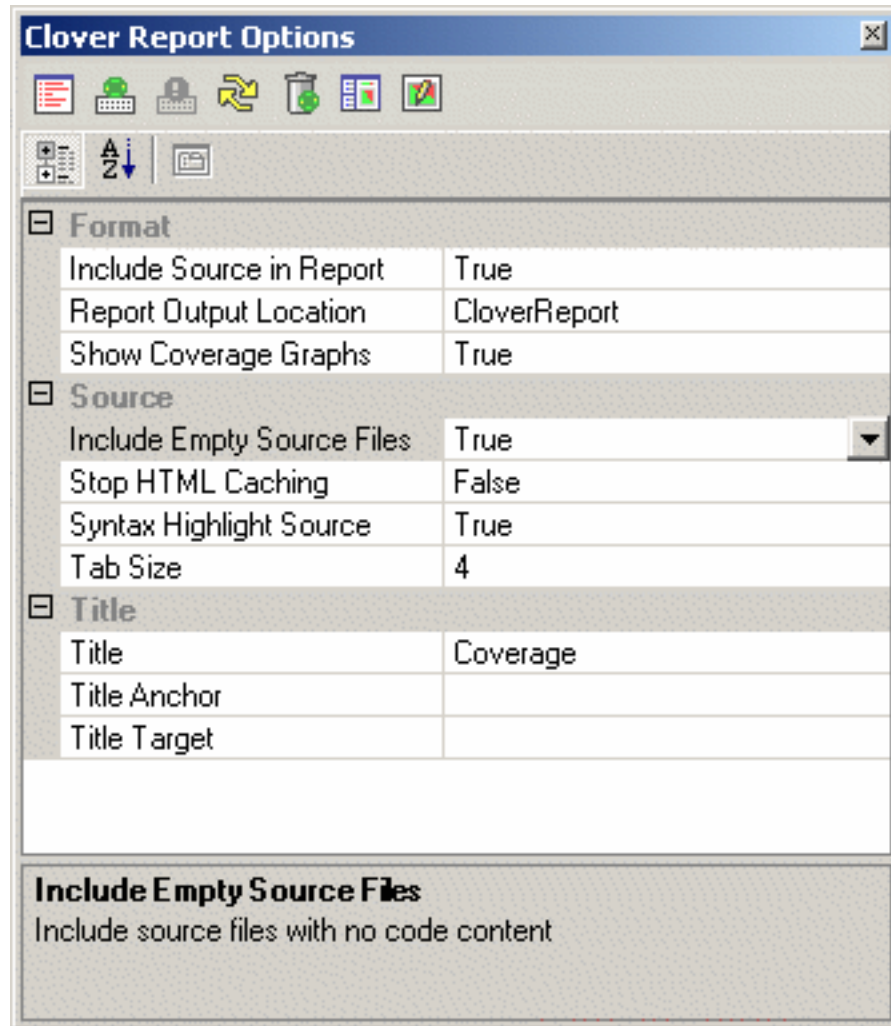 Clover Report Options
Format
Include Source in Report True
Report Output Location CloverReport
Show Coverage Graphs True
Source
Include Empty Source Files True
Stop HTML Caching False
Syntax Highlight Source True
Tab Size 4
Title
Title Coverage
Title Anchor
Title Target
Include Empty Source Files
Include source files with no code content